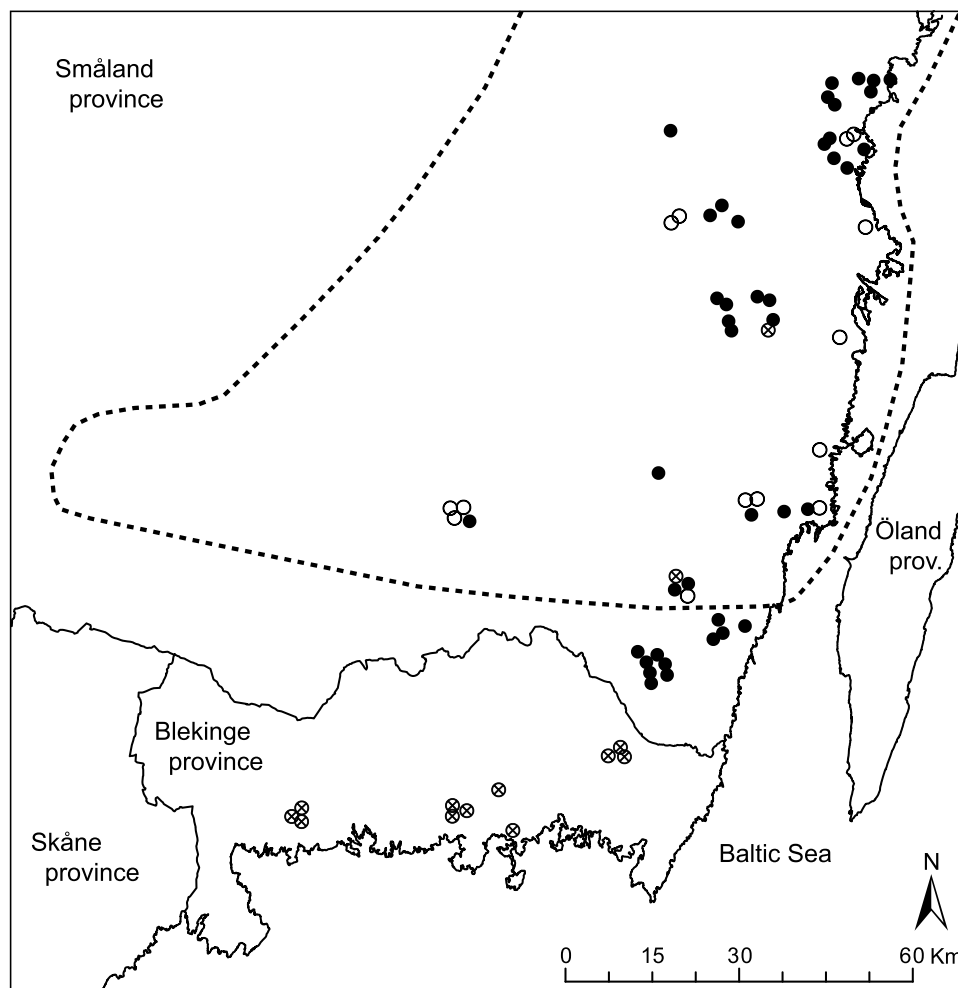 Småland
province
Öland
prov.
Blekinge
province
Skåne
province
Baltic Sea
N
0 15 30 60 Km